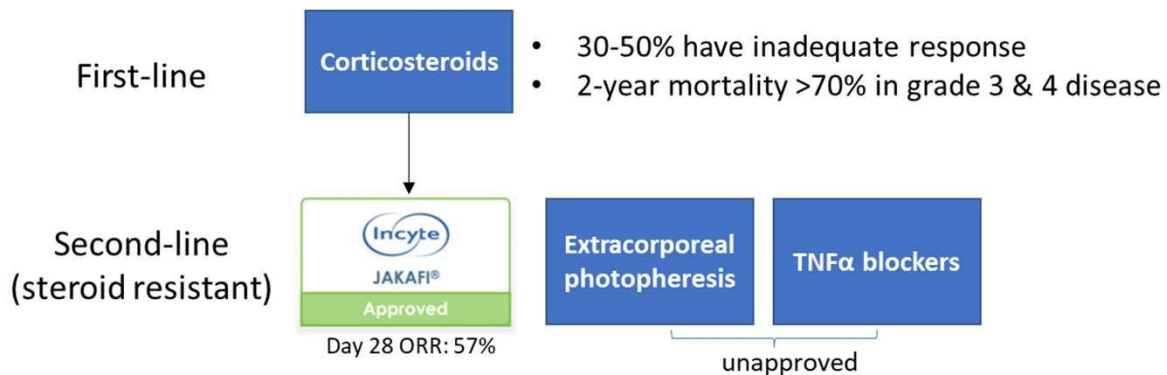 First-line
Corticosteroids
• 30-50% have inadequate response
• 2-year mortality >70% in grade 3 & 4 disease
Second-line
(steroid resistant)
Incyte
JAKAFI®
Approved
Day 28 ORR: 57%
Extracorporeal
photopheresis
TNFα blockers
unapproved